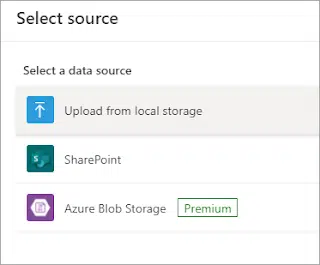 Select source
Select a data source
Upload from local storage
SharePoint
Azure Blob Storage Premium